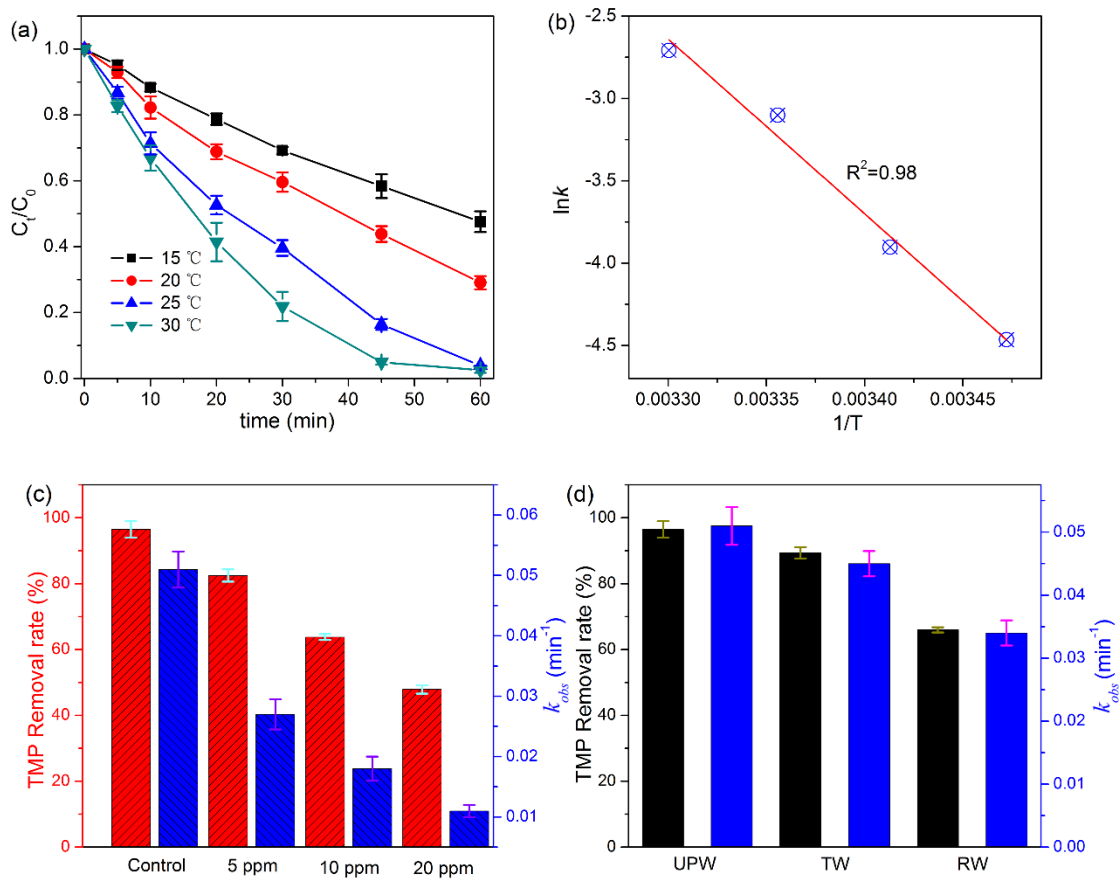 (a)
C_t/C_0
1.0
0.8
0.6
0.4
0.2
0.0
15 ℃
20 ℃
25 ℃
30 ℃
0 10 20 30 40 50 60
time (min)
(b)
lnk
-2.5
-3.0
-3.5
-4.0
-4.5
R²=0.98
0.00330 0.00335 0.00340 0.00345
1/T
(c)
TMP Removal rate (%)
100
80
60
40
20
0
0.06
0.05
0.04
0.03
0.02
0.01
k_obs (min⁻¹)
Control 5 ppm 10 ppm 20 ppm
(d)
TMP Removal rate (%)
100
80
60
40
20
0
0.05
0.04
0.03
0.02
0.01
0.00
k_obs (min⁻¹)
UPW TW RW